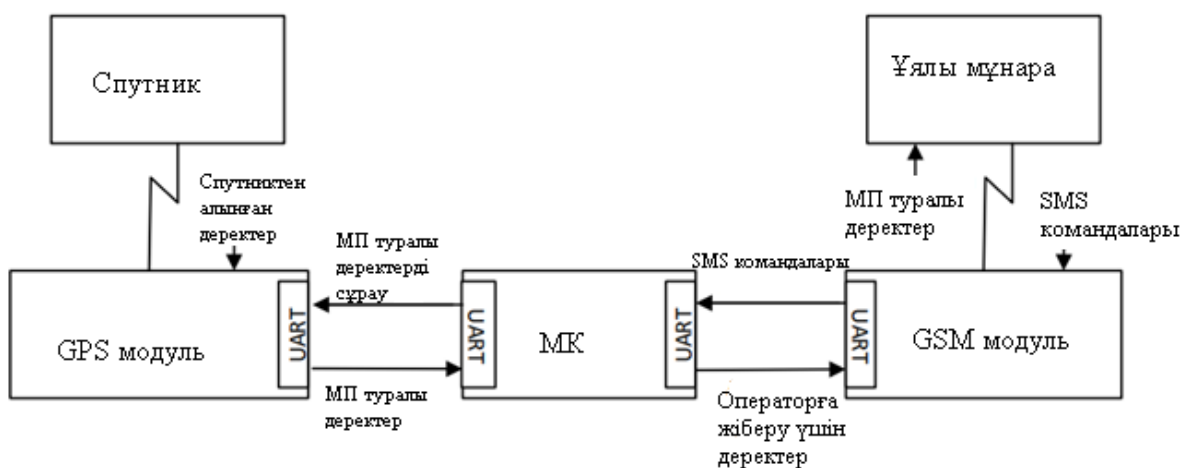 Спутник
Ұялы мұнара
Спутниктен
алынған
деректер
МП туралы
деректер
SMS
командалары
МП туралы
деректерді
сұрау
SMS командалары
GPS модуль
UART
UART
МК
UART
UART
GSM модуль
МП туралы
деректер
Операторға
жіберу үшін
деректер